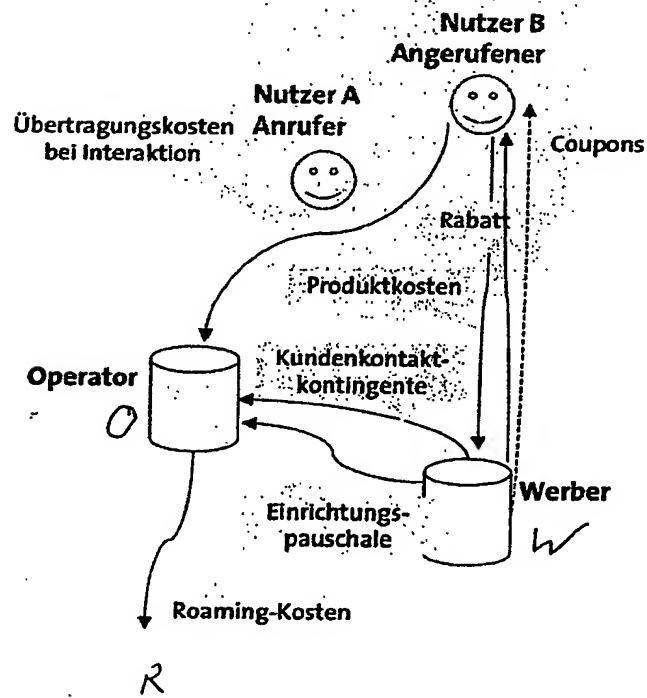 Nutzer B
Angerufener
Nutzer A
Anrufer
Übertragungskosten
bei Interaktion
Coupons
Rabatt
Produktkosten
Kundenkontakt-
kontingente
Operator
O
Einrichtungs-
pauschale
Werber
W
Roaming-Kosten
R